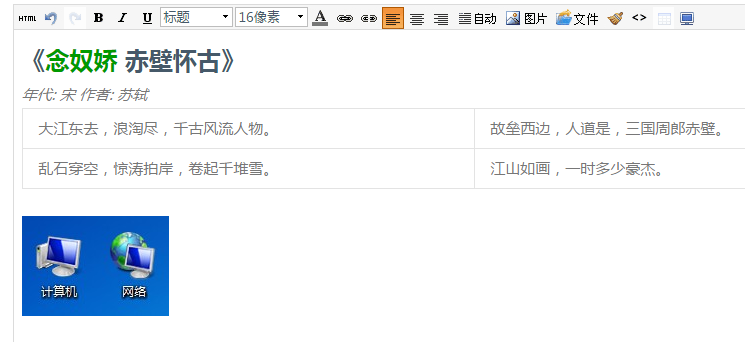 HTML B I U 标题 16像素 A 自动 图片 文件 <>
《念奴娇 赤壁怀古》
年代: 宋 作者: 苏轼
大江东去，浪淘尽，千古风流人物。 故垒西边，人道是，三国周郎赤壁。
乱石穿空，惊涛拍岸，卷起千堆雪。 江山如画，一时多少豪杰。
计算机 网络